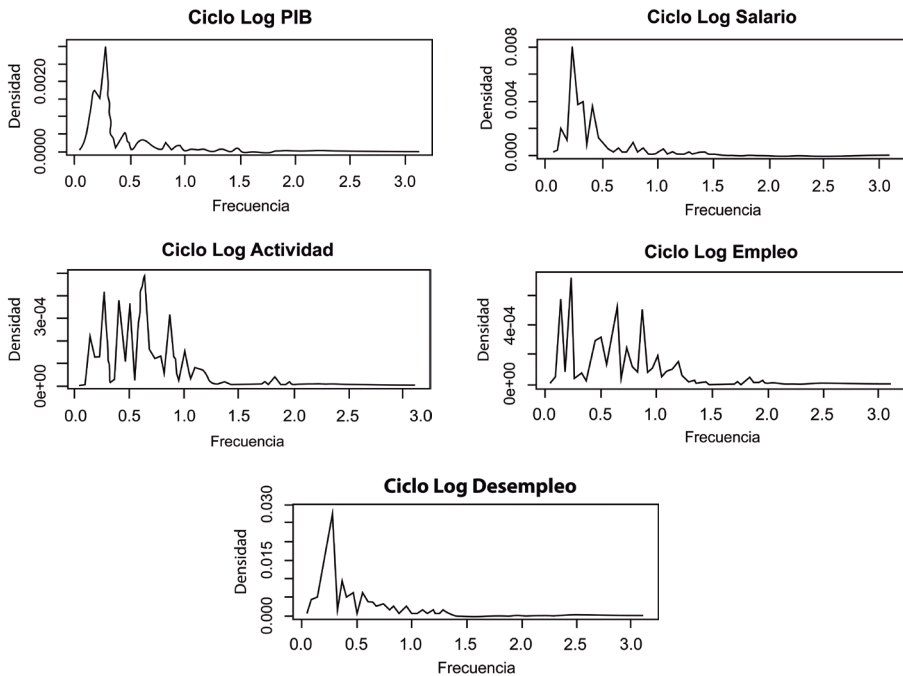 Ciclo Log PIB
Densidad
0.0020
0.0000
0.0 0.5 1.0 1.5 2.0 2.5 3.0
Frecuencia
Ciclo Log Salario
Densidad
0.008
0.004
0.000
0.0 0.5 1.0 1.5 2.0 2.5 3.0
Frecuencia
Ciclo Log Actividad
Densidad
3e-04
0e+00
0.0 0.5 1.0 1.5 2.0 2.5 3.0
Frecuencia
Ciclo Log Empleo
Densidad
4e-04
0e+00
0.0 0.5 1.0 1.5 2.0 2.5 3.0
Frecuencia
Ciclo Log Desempleo
Densidad
0.030
0.015
0.000
0.0 0.5 1.0 1.5 2.0 2.5 3.0
Frecuencia